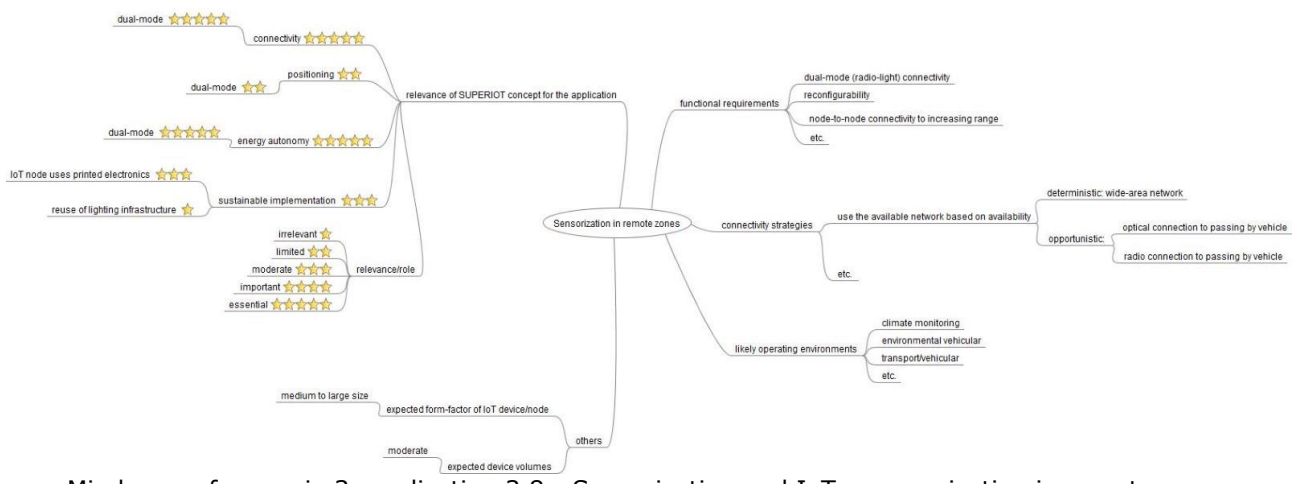 dual-mode
connectivity
positioning
dual-mode
relevance of SUPERIOT concept for the application
dual-mode
energy autonomy
IoT node uses printed electronics
sustainable implementation
reuse of lighting infrastructure
irrelevant
limited
moderate
important
essential
relevance/role
Sensorization in remote zones
functional requirements
dual-mode (radio-light) connectivity
reconfigurability
node-to-node connectivity to increasing range
etc.
connectivity strategies
use the available network based on availability
deterministic: wide-area network
opportunistic:
optical connection to passing by vehicle
radio connection to passing by vehicle
etc.
likely operating environments
climate monitoring
environmental vehicular
transport/vehicular
etc.
medium to large size
expected form-factor of IoT device/node
others
moderate
expected device volumes